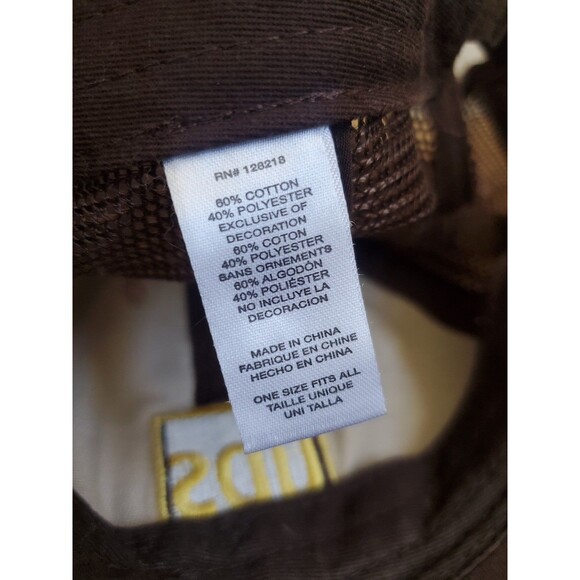 RN# 128218
60% COTTON
40% POLYESTER
EXCLUSIVE OF
DECORATION
60% COTON
40% POLYESTER
SANS ORNEMENTS
60% ALGODÓN
40% POLIÉSTER
NO INCLUYE LA
DECORACION
MADE IN CHINA
FABRIQUE EN CHINE
HECHO EN CHINA
ONE SIZE FITS ALL
TAILLE UNIQUE
UNI TALLA